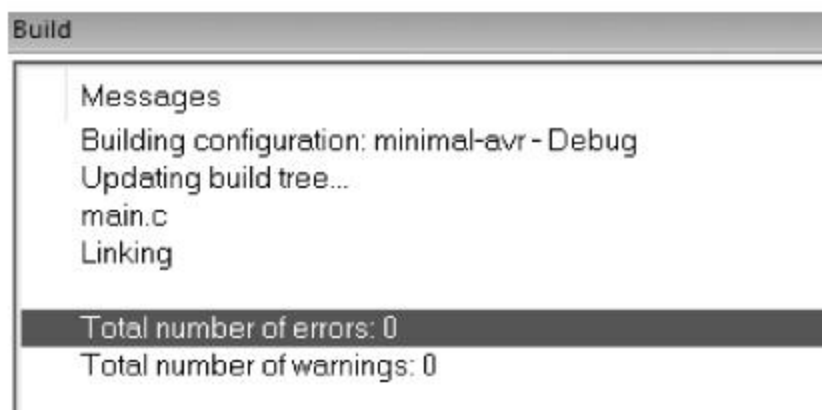 Build
Messages
Building configuration: minimal-avr - Debug
Updating build tree...
main.c
Linking
Total number of errors: 0
Total number of warnings: 0